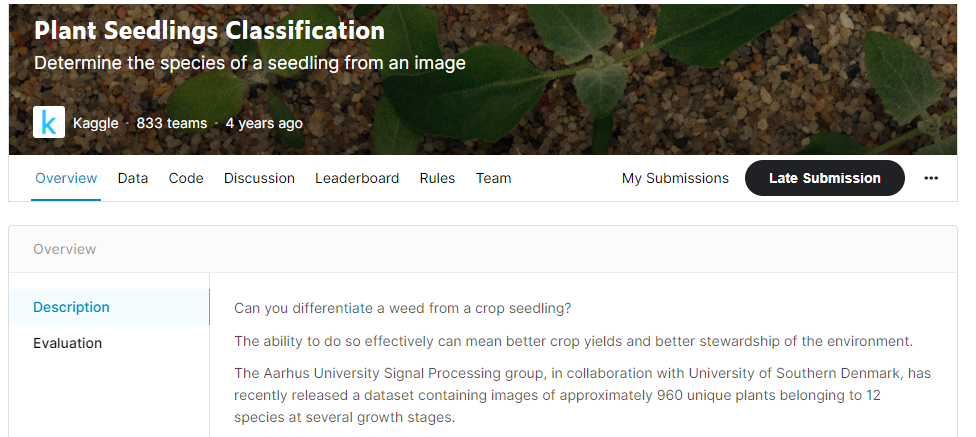 Plant Seedlings Classification
Determine the species of a seedling from an image
k Kaggle · 833 teams · 4 years ago
Overview Data Code Discussion Leaderboard Rules Team My Submissions Late Submission ...
Overview
Description
Evaluation
Can you differentiate a weed from a crop seedling?
The ability to do so effectively can mean better crop yields and better stewardship of the environment.
The Aarhus University Signal Processing group, in collaboration with University of Southern Denmark, has
recently released a dataset containing images of approximately 960 unique plants belonging to 12
species at several growth stages.